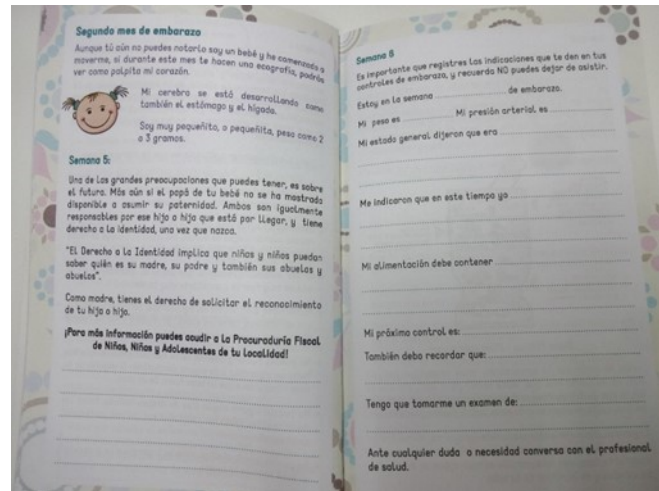 Segundo mes de embarazo
Aunque tú aún no puedes notarlo soy un bebé y he comenzado a
moverme, si durante este mes te hacen una ecografía, podrás
ver como palpita mi corazón.
Mi cerebro se está desarrollando como
también el estómago y el hígado.
Soy muy pequeñito, o pequeñita, peso como 2
o 3 gramos.
Semana 5:
Una de las grandes preocupaciones que puedes tener, es sobre
el futuro. Más aún si el papá de tu bebé no se ha mostrado
disponible a asumir su paternidad. Ambos son igualmente
responsables por ese hijo o hija que está por llegar, y tiene
derecho a la identidad, una vez que nazca.
"El Derecho a la Identidad implica que niñas y niños puedan
saber quién es su madre, su padre y también sus abuelas y
abuelos".
Como madre, tienes el derecho de solicitar el reconocimiento
de tu hijo o hija.
¡Para más información puedes acudir a la Procuraduría Fiscal
de Niñas, Niños y Adolescentes de tu Localidad!
Semana 6
Es importante que registres las indicaciones que te den en tus
controles de embarazo, y recuerda NO puedes dejar de asistir.
Estoy en la semana de embarazo.
Mi peso es Mi presión arterial es
Mi estado general dijeron que era
Me indicaron que en este tiempo yo
Mi alimentación debe contener
Mi próximo control es:
También debo recordar que:
Tengo que tomarme un examen de:
Ante cualquier duda o necesidad conversa con el profesional
de salud.